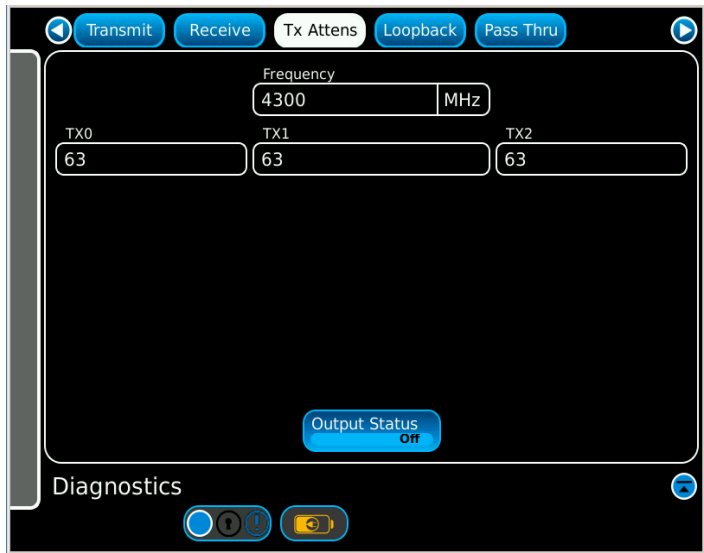 Transmit Receive Tx Attens Loopback Pass Thru
Frequency
4300 MHz
TX0 TX1 TX2
63 63 63
Output Status
Off
Diagnostics